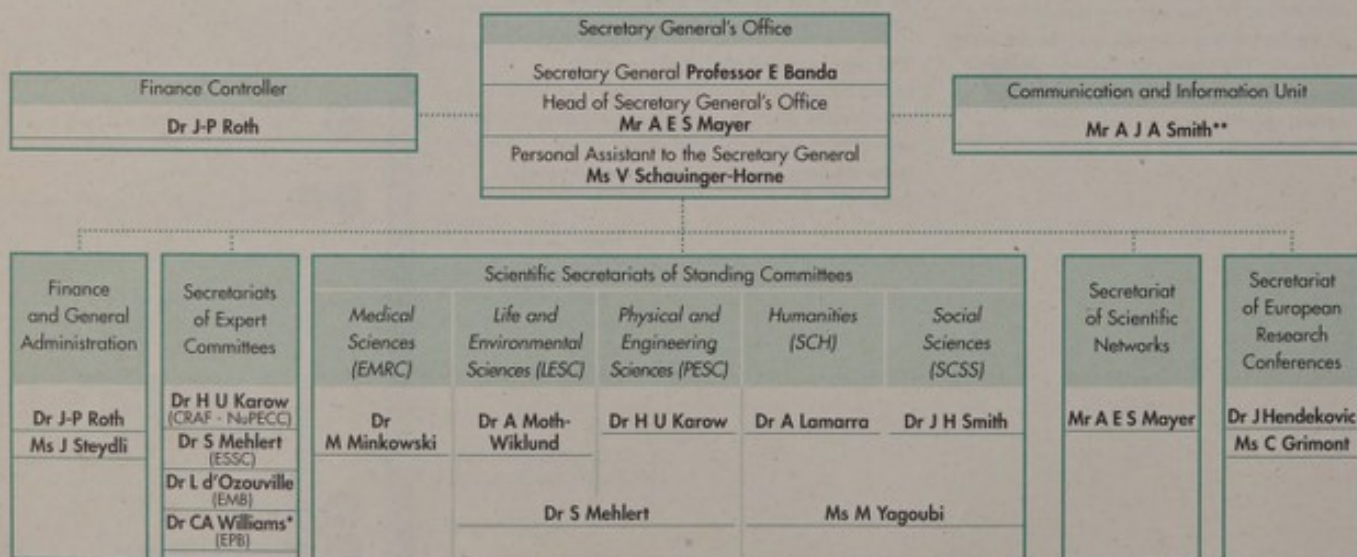 Secretary General's Office
Secretary General Professor E Banda
Head of Secretary General's Office
Mr A E S Mayer
Personal Assistant to the Secretary General
Ms V Schauinger-Horne
Finance Controller
Dr J-P Roth
Communication and Information Unit
Mr A J A Smith**
Finance
and General
Administration
Dr J-P Roth
Ms J Steydli
Secretariats
of Expert
Committees
Dr H U Karow
(CRAF - NuPECC)
Dr S Mehlert
(ESSC)
Dr L d'Ozouville
(EMB)
Dr CA Williams*
(EPB)
Scientific Secretariats of Standing Committees
Medical
Sciences
(EMRC)
Dr
M Minkowski
Life and
Environmental
Sciences (LESC)
Dr A Moth-
Wiklund
Physical and
Engineering
Sciences (PESC)
Dr H U Karow
Dr S Mehlert
Humanities
(SCH)
Dr A Lamarra
Social
Sciences
(SCSS)
Dr J H Smith
Ms M Yagoubi
Secretariat
of Scientific
Networks
Mr A E S Mayer
Secretariat
of European
Research
Conferences
Dr J Hendekovic
Ms C Grimont